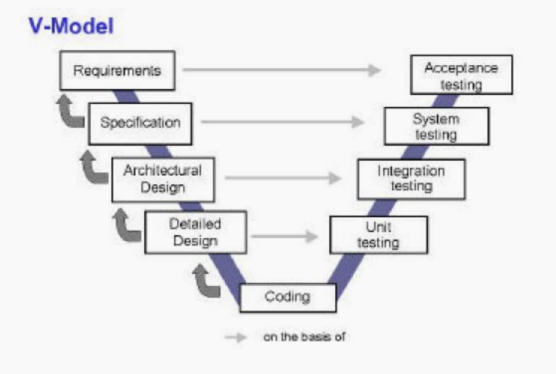 V-Model
Requirements
Acceptance
testing
Specification
System
testing
Architectural
Design
Integration
testing
Detailed
Design
Unit
testing
Coding
on the basis of